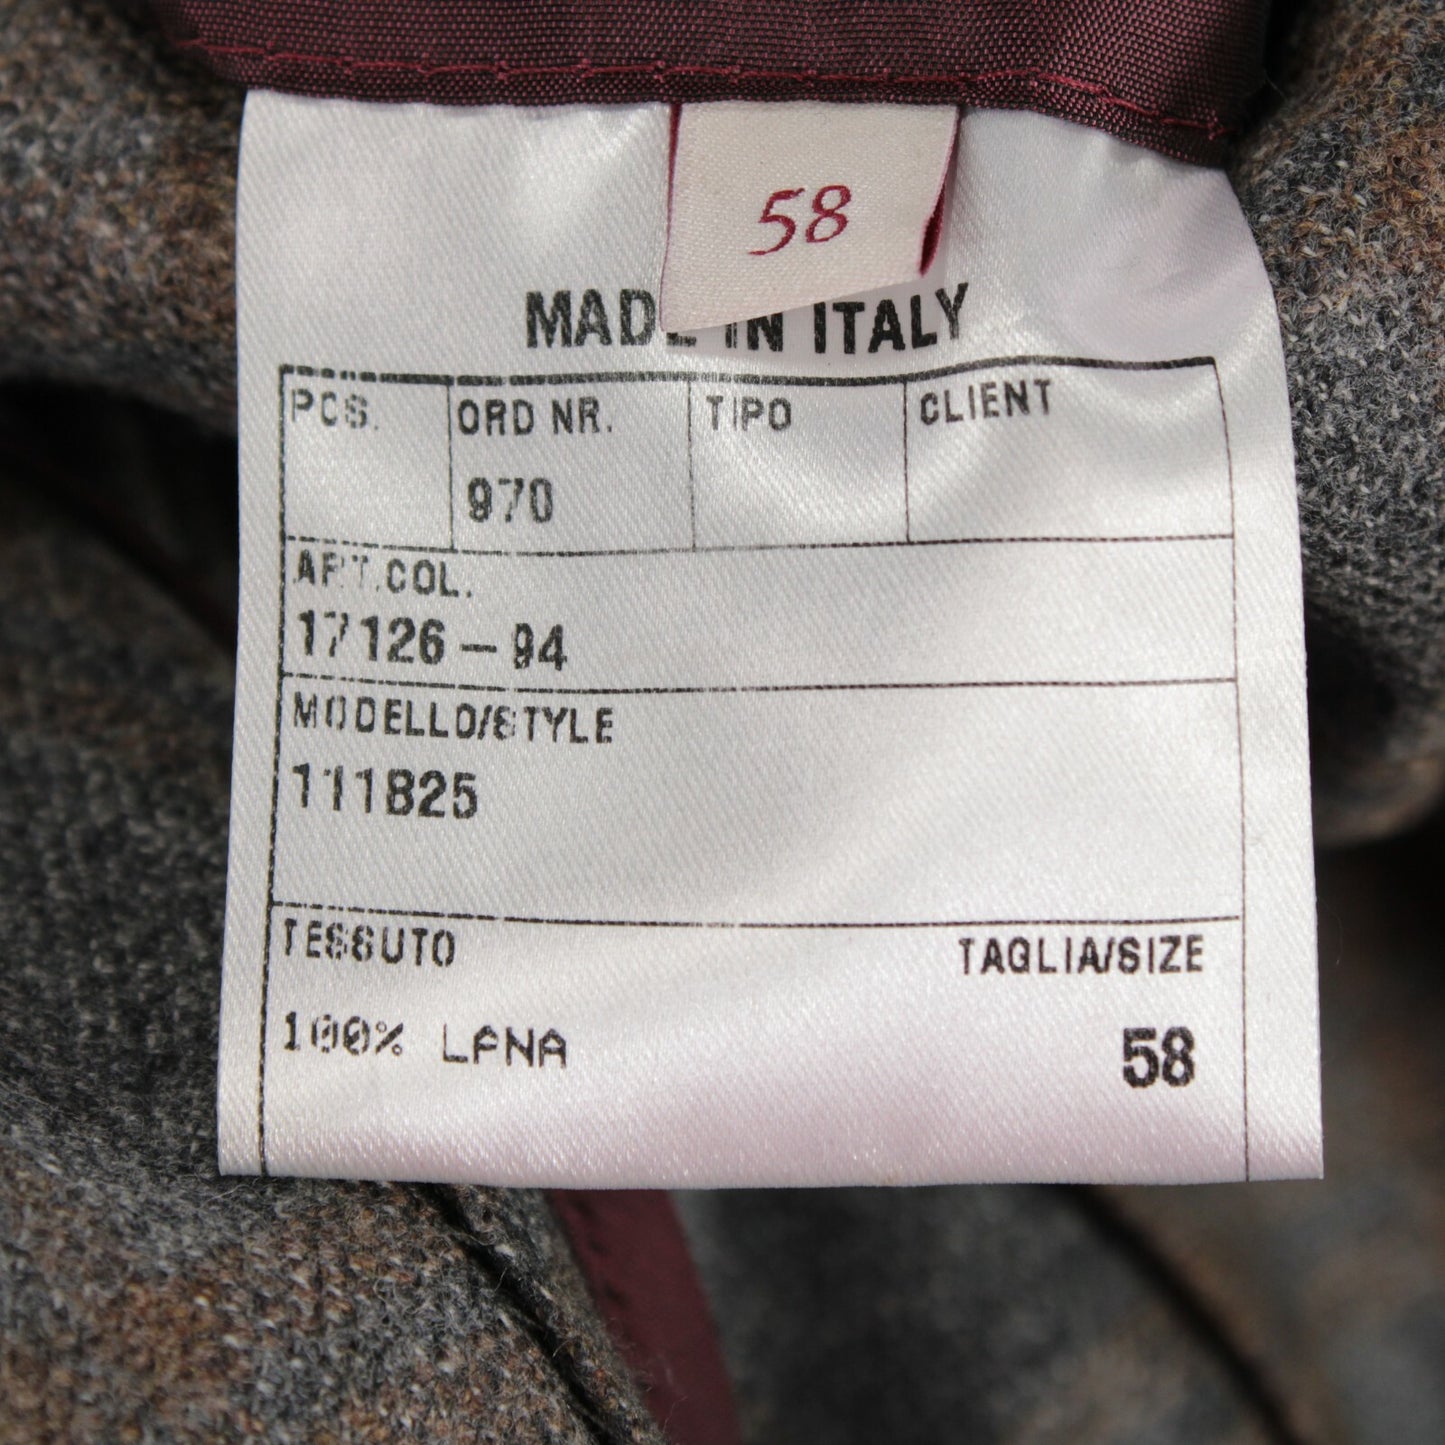 58
MADE IN ITALY
PCS. ORD NR. TIPO CLIENT
970
ART.COL.
17126-94
MODELLO/STYLE
111B25
TESSUTO TAGLIA/SIZE
100% LANA 58